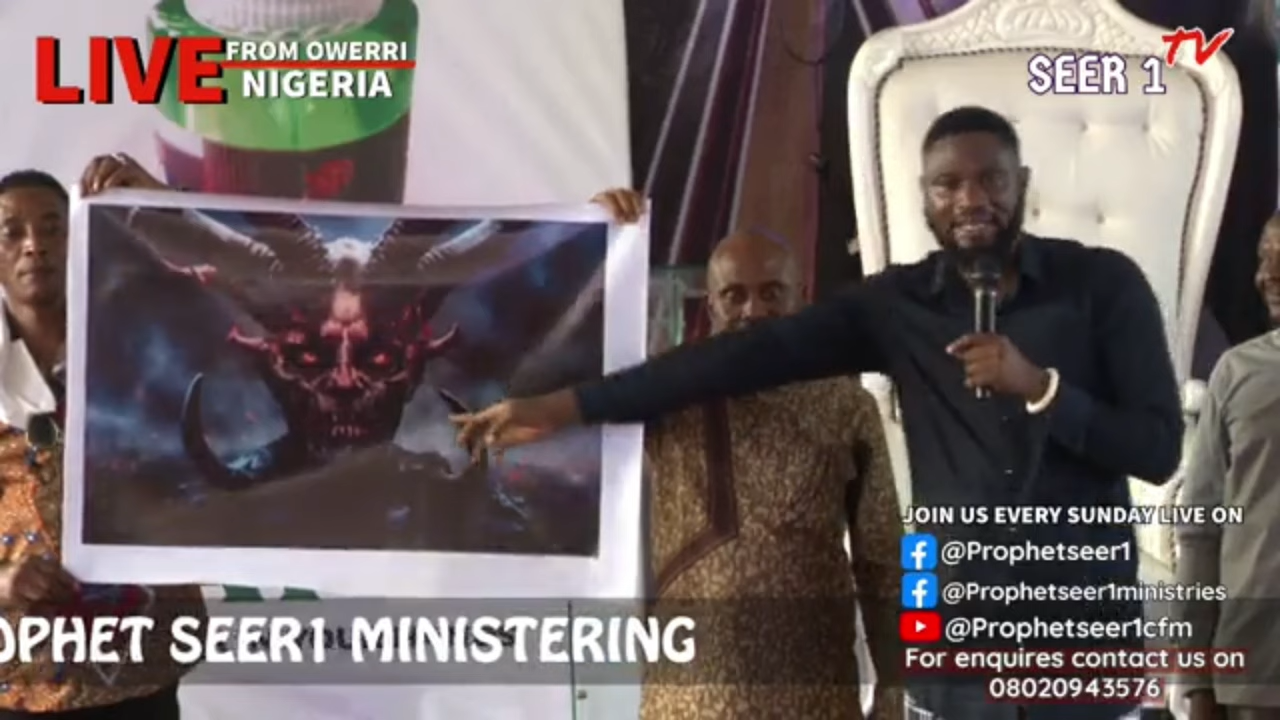 LIVE FROM OWERRI
NIGERIA
SEER 1 TV
OPHET SEER1 MINISTERING
JOIN US EVERY SUNDAY LIVE ON
@Prophetseer1
@Prophetseer1ministries
@Prophetseer1cfm
For enquires contact us on
08020943576